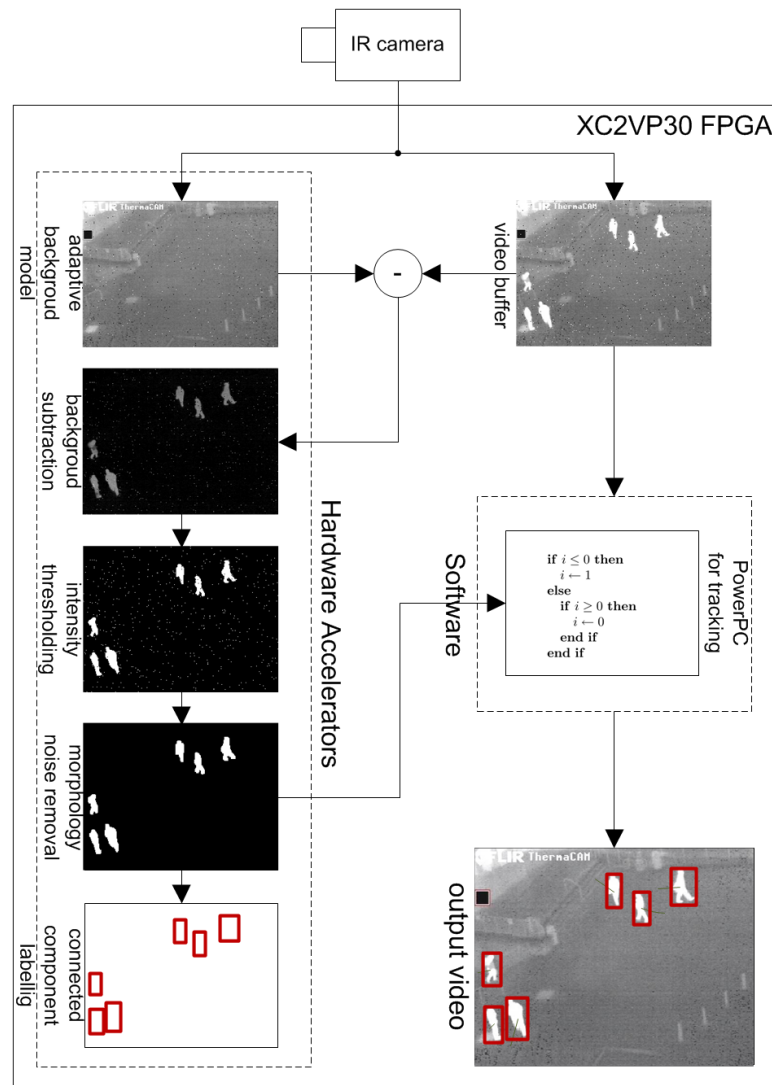 IR camera
XC2VP30 FPGA
FLIR ThermaCAM
adaptive
backgroud
model
-
FLIR ThermaCAM
video buffer
backgroud
subtraction
intensity
thresholding
morphology
noise removal
connected
component
labellig
Hardware Accelerators
Software
PowerPC
for tracking
if i ≤ 0 then
i ← 1
else
if i ≥ 0 then
i ← 0
end if
end if
FLIR ThermaCAM
output video